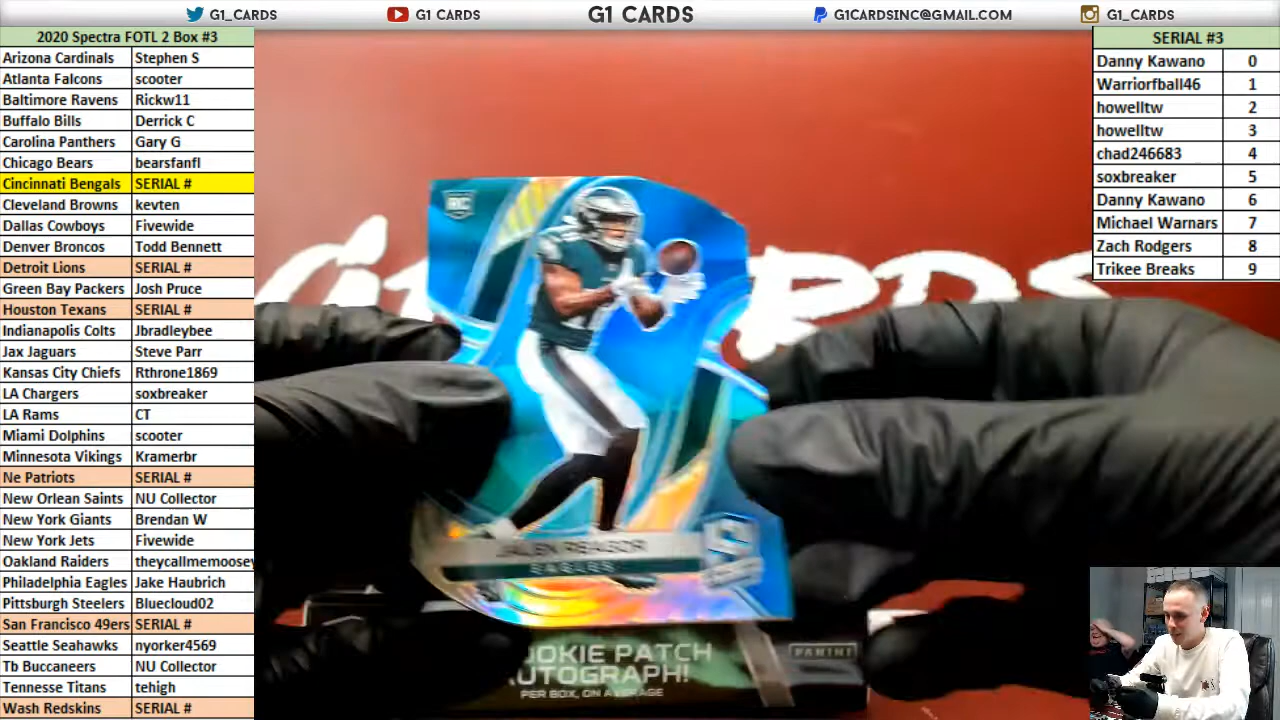 G1_CARDS
G1 CARDS
G1 CARDS
G1CARDSINC@GMAIL.COM
G1_CARDS
2020 Spectra FOTL 2 Box #3
Arizona Cardinals Stephen S
Atlanta Falcons scooter
Baltimore Ravens Rickw11
Buffalo Bills Derrick C
Carolina Panthers Gary G
Chicago Bears bearsfanfl
Cincinnati Bengals SERIAL #
Cleveland Browns kevten
Dallas Cowboys Fivewide
Denver Broncos Todd Bennett
Detroit Lions SERIAL #
Green Bay Packers Josh Pruce
Houston Texans SERIAL #
Indianapolis Colts Jbradleybee
Jax Jaguars Steve Parr
Kansas City Chiefs Rthrone1869
LA Chargers soxbreaker
LA Rams CT
Miami Dolphins scooter
Minnesota Vikings Kramerbr
Ne Patriots SERIAL #
New Orlean Saints NU Collector
New York Giants Brendan W
New York Jets Fivewide
Oakland Raiders theycallmemoosey
Philadelphia Eagles Jake Haubrich
Pittsburgh Steelers Bluecloud02
San Francisco 49ers SERIAL #
Seattle Seahawks nyorker4569
Tb Buccaneers NU Collector
Tennesse Titans tehigh
Wash Redskins SERIAL #
SERIAL #3
Danny Kawano 0
Warriorfball46 1
howelltw 2
howelltw 3
chad246683 4
soxbreaker 5
Danny Kawano 6
Michael Warnars 7
Zach Rodgers 8
Trikee Breaks 9
RC
JALEN REAGOR
EAGLES
OOKIE PATCH
AUTOGRAPH!
PER BOX, ON AVERAGE
PANINI